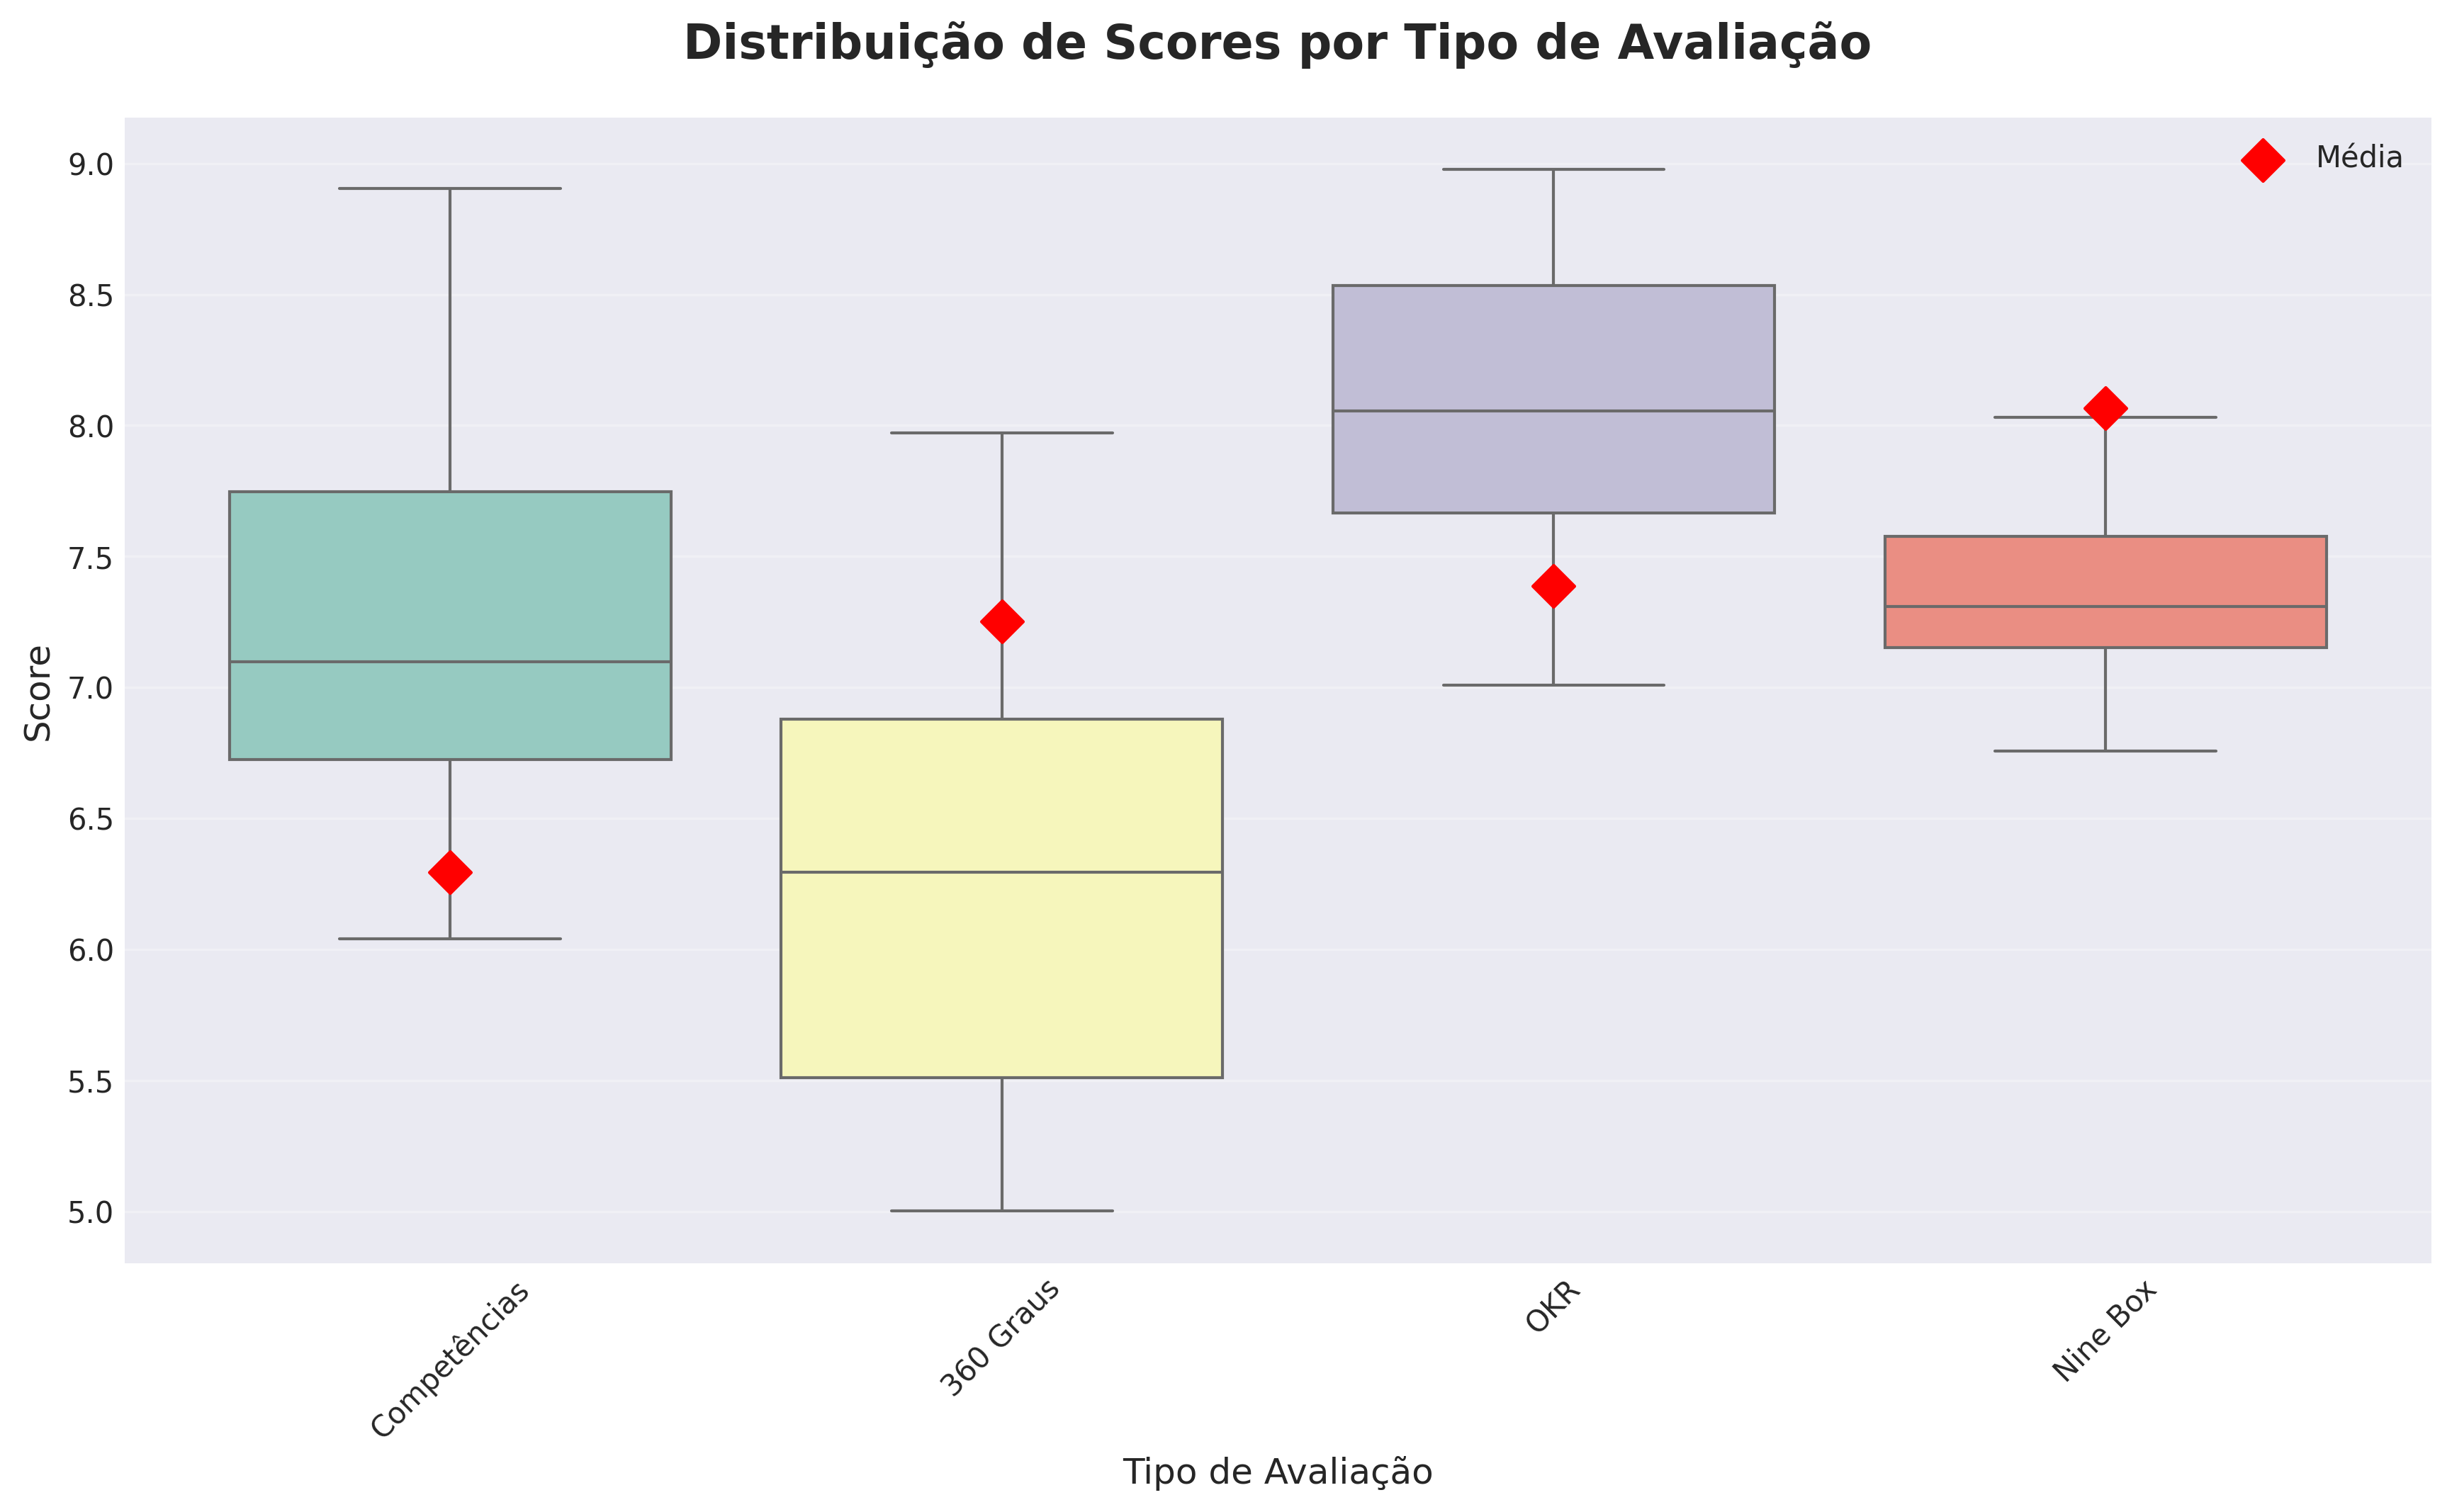 Distribuição de Scores por Tipo de Avaliação
Média
Score
9.0
8.5
8.0
7.5
7.0
6.5
6.0
5.5
5.0
Competências
360 Graus
OKR
Nine Box
Tipo de Avaliação